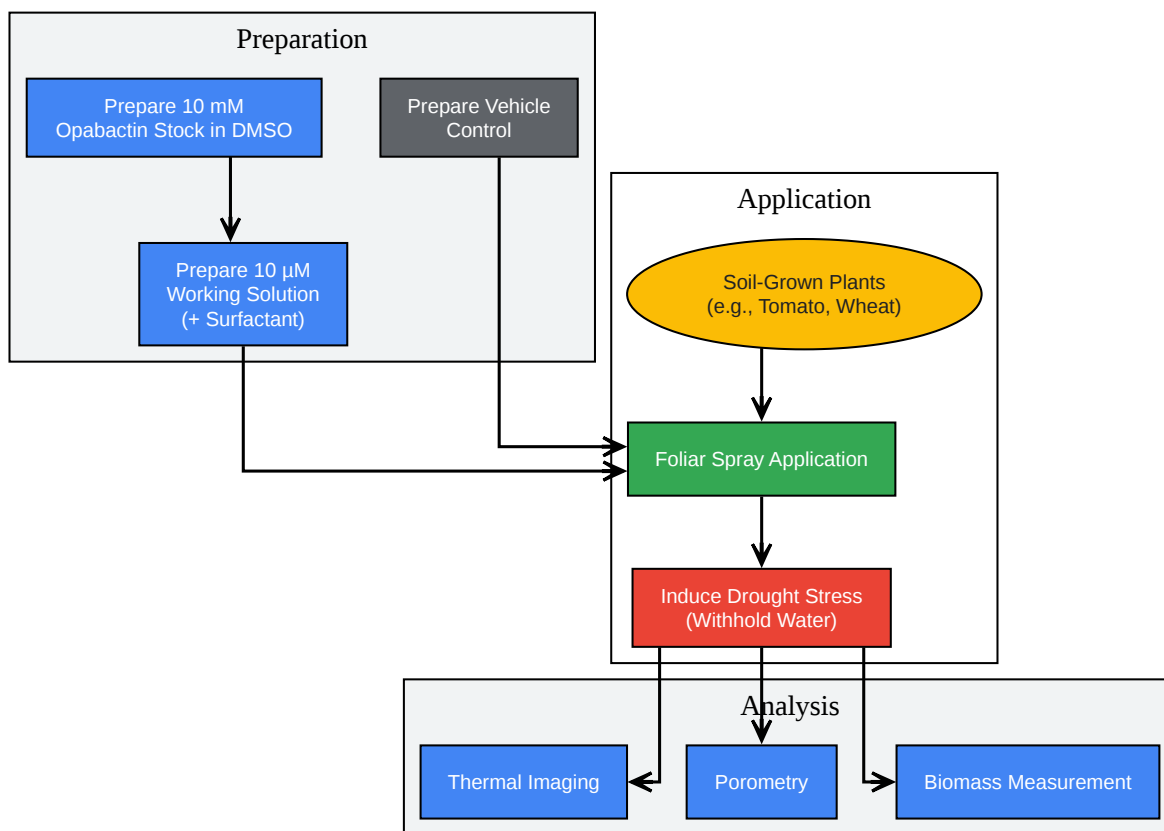 Preparation
Prepare 10 mM
Opabactin Stock in DMSO
Prepare Vehicle
Control
Prepare 10 µM
Working Solution
(+ Surfactant)
Application
Soil-Grown Plants
(e.g., Tomato, Wheat)
Foliar Spray Application
Induce Drought Stress
(Withhold Water)
Analysis
Thermal Imaging
Porometry
Biomass Measurement